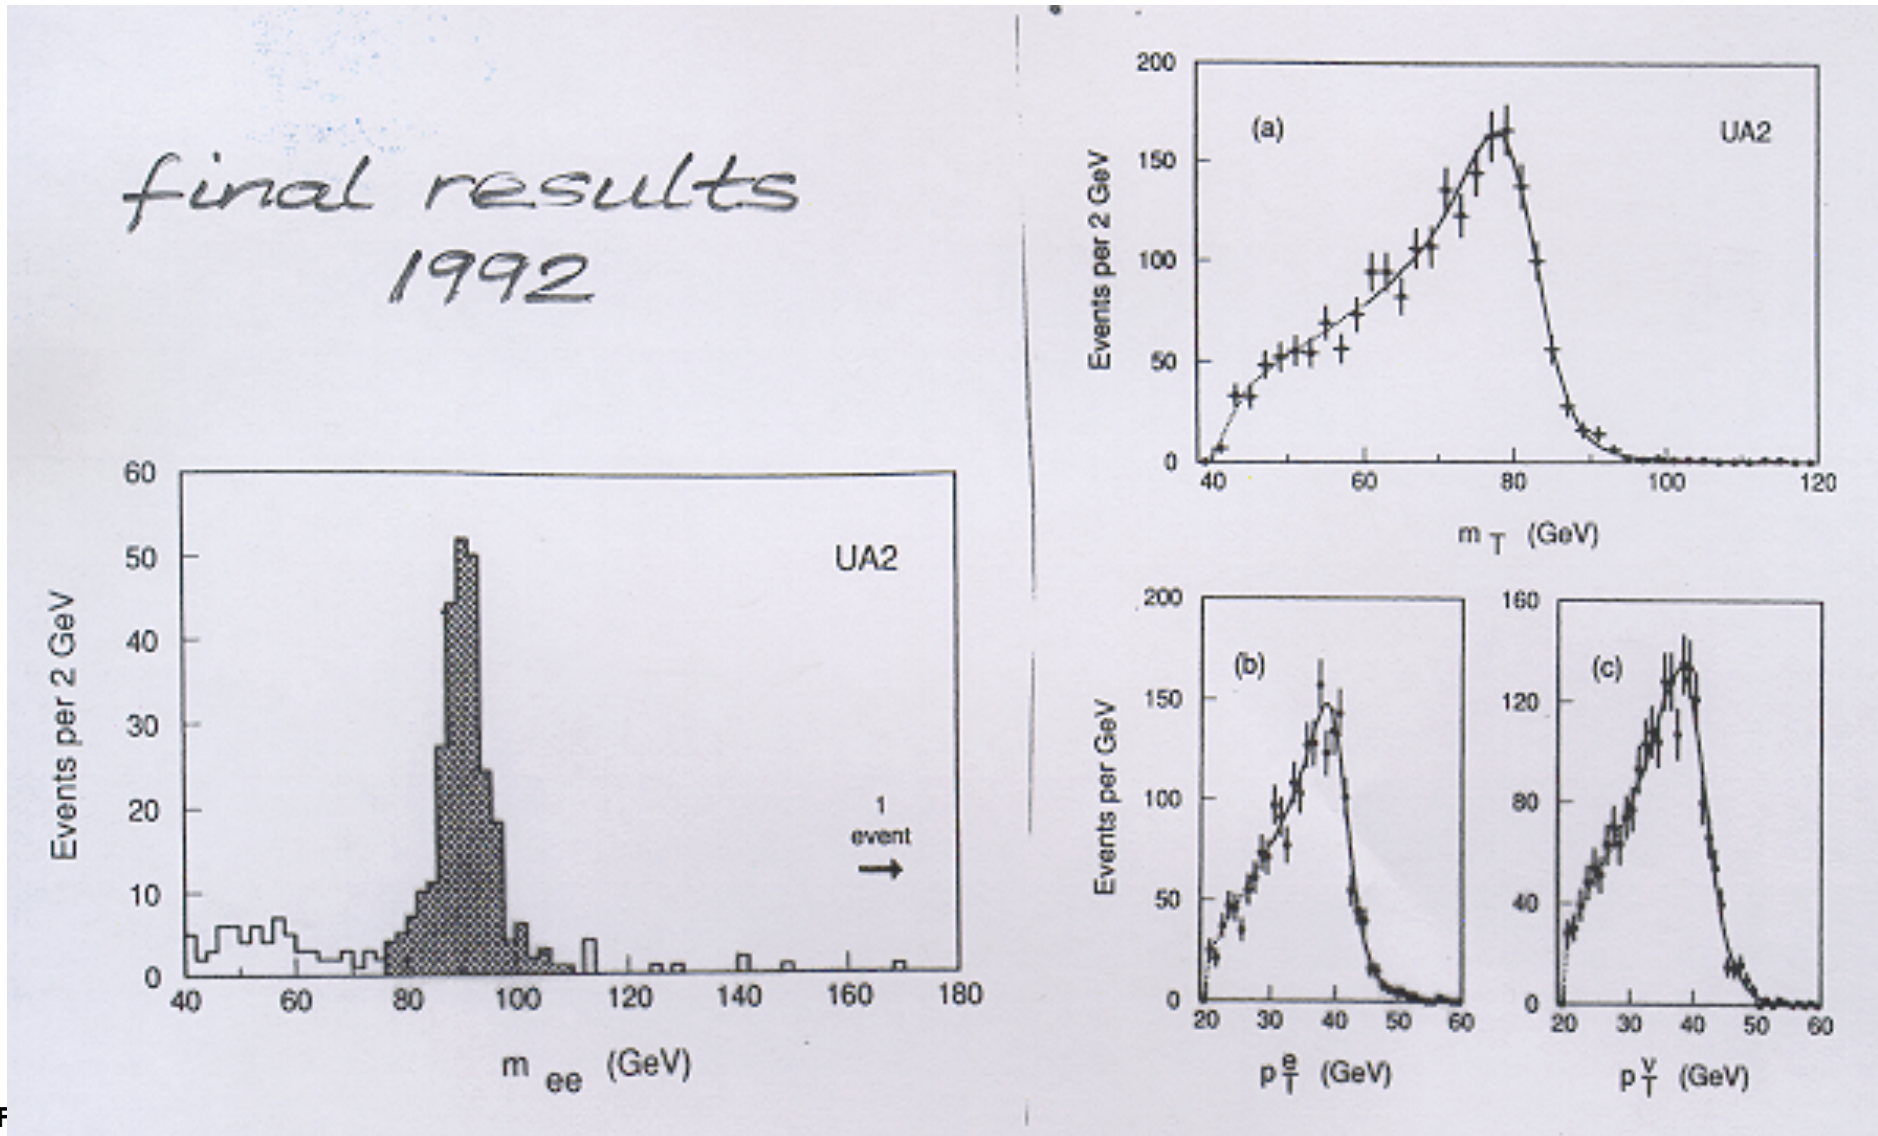 final results
1992
60
50
40
30
20
10
0
Events per 2 GeV
UA2
1
event
40 60 80 100 120 140 160 180
m ee (GeV)
200
150
100
50
0
Events per 2 GeV
(a)
UA2
40 60 80 100 120
m T (GeV)
200
150
100
50
0
Events per GeV
(b)
20 30 40 50 60
p e T (GeV)
160
120
80
40
0
(c)
20 30 40 50 60
p ν T (GeV)
F